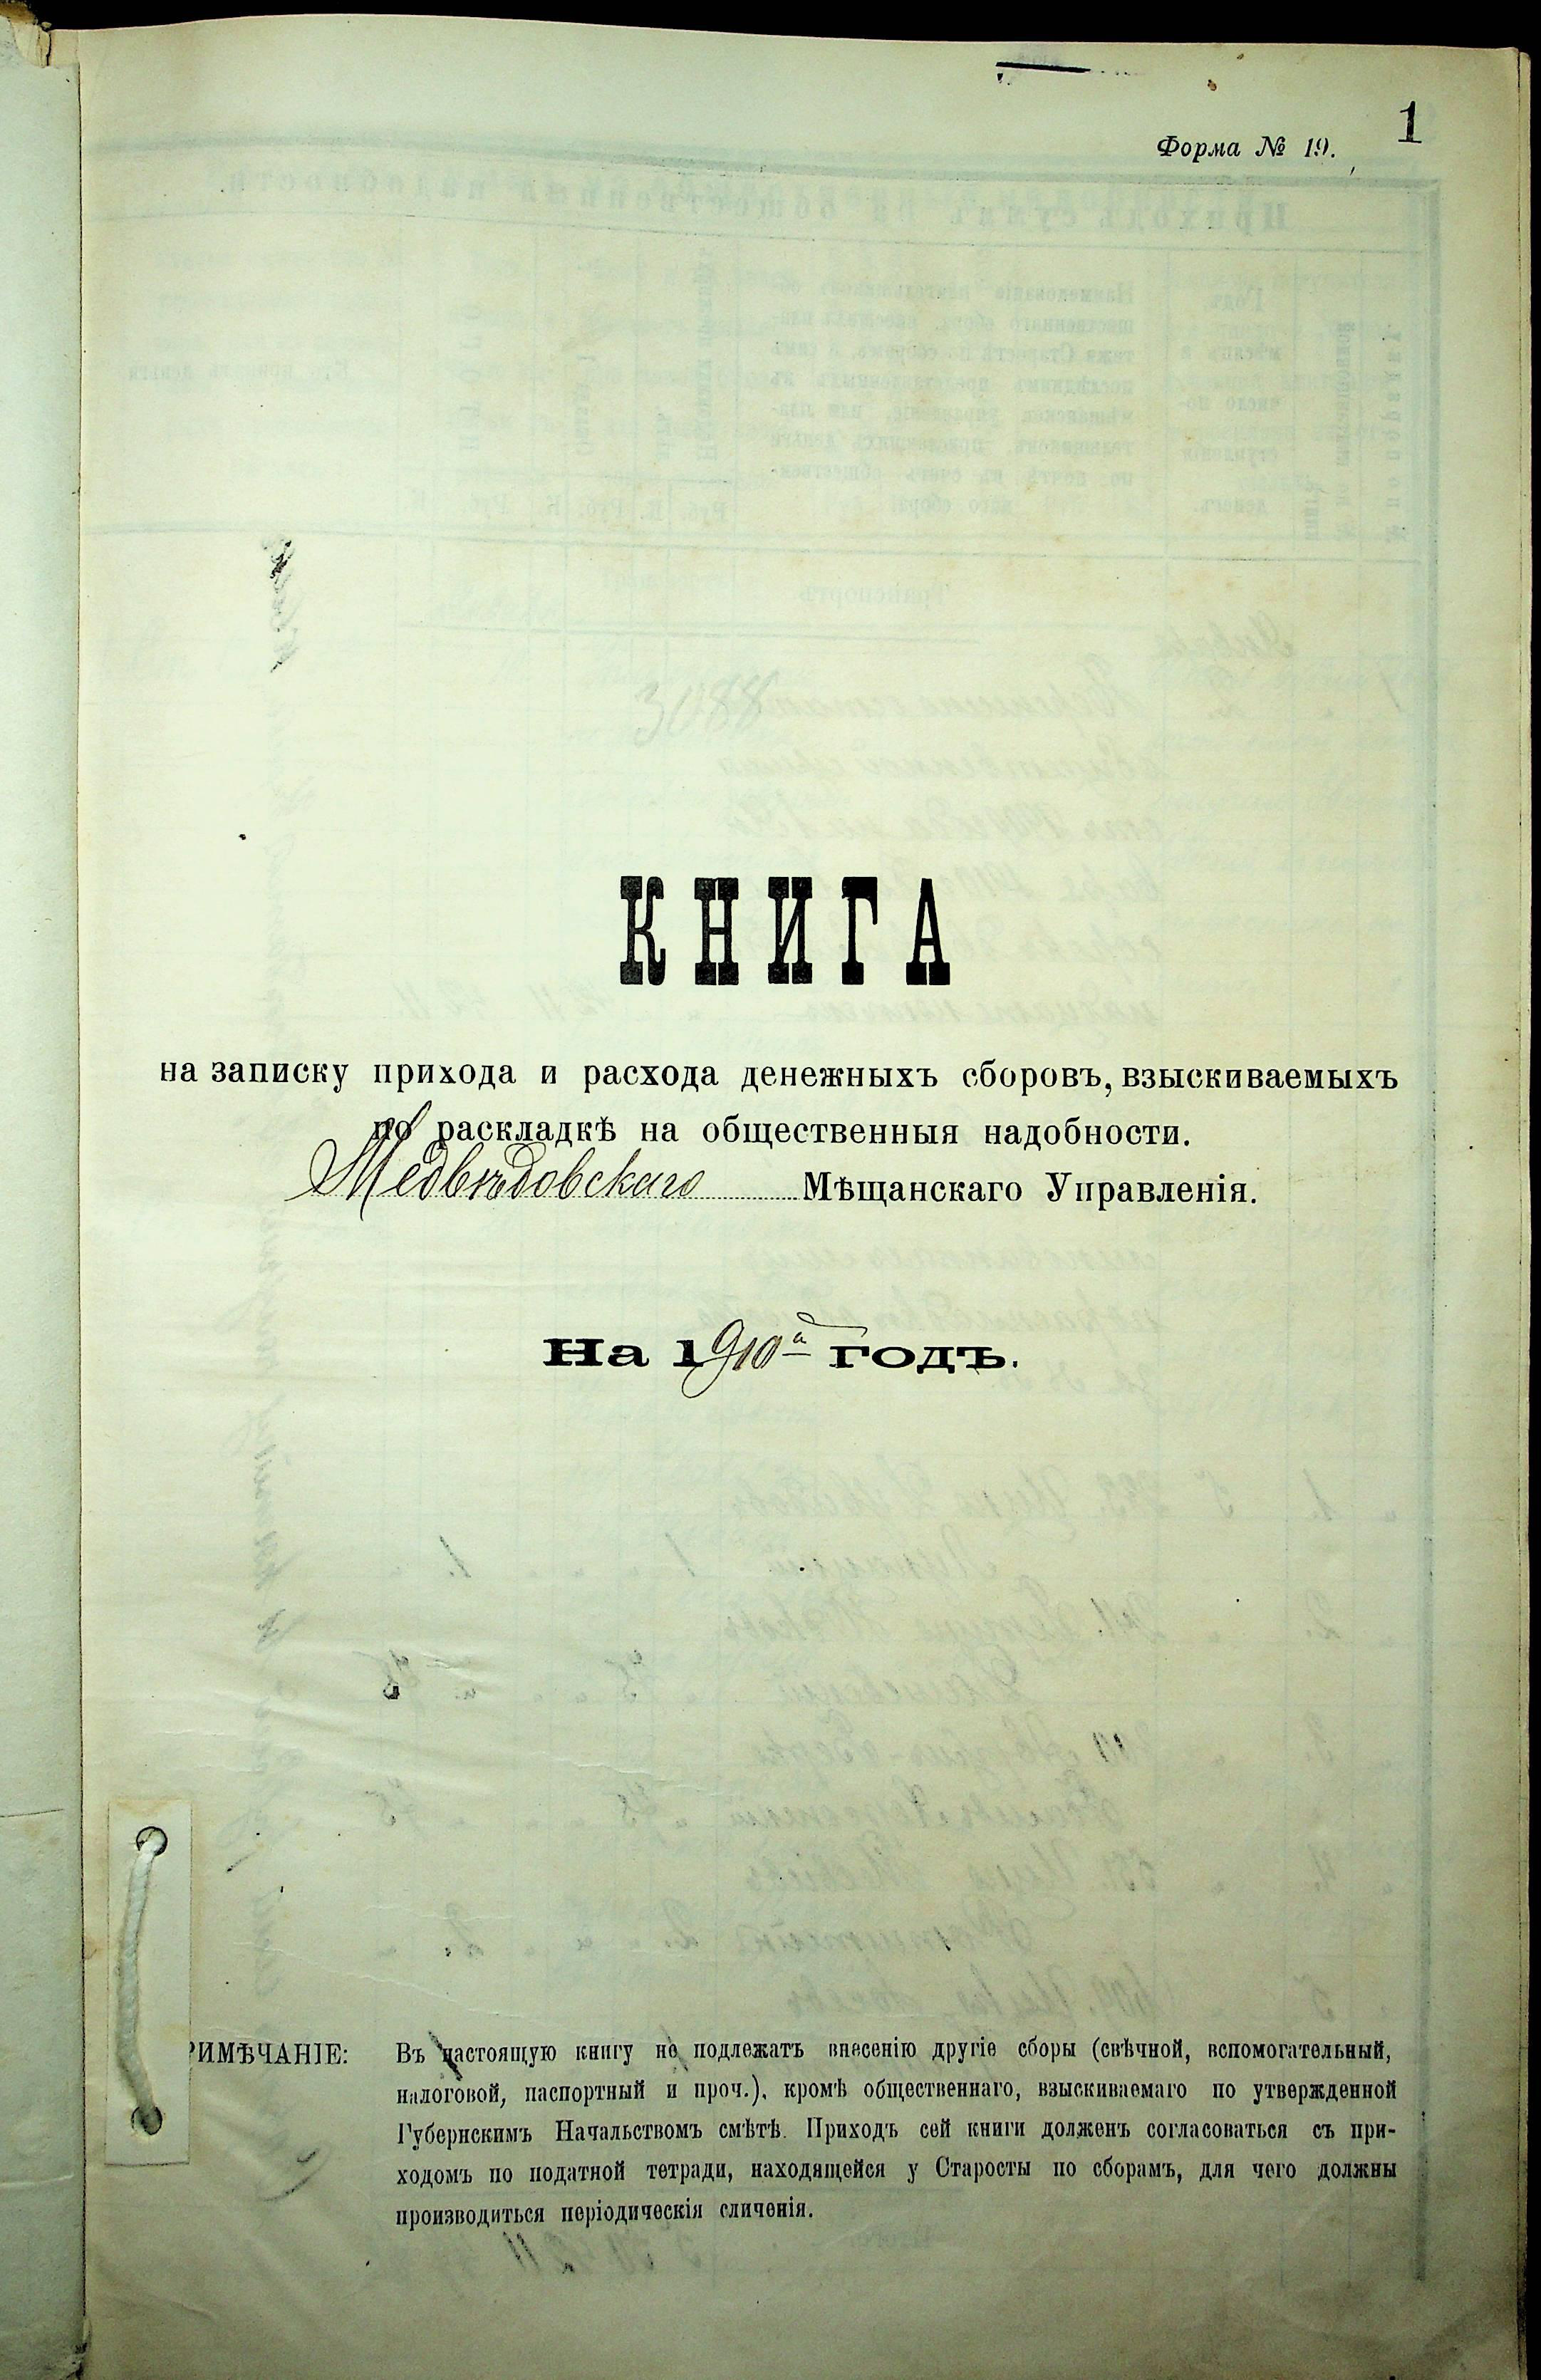 1
Форма № 19.
3088
КНИГА
на записку прихода и расхода денежныхъ сборовъ, взыскиваемыхъ
по раскладкѣ на общественныя надобности.
Медвѣдовскаго Мѣщанскаго Управленія.
На 1910й годъ.
РИМѢЧАНІЕ: Въ настоящую книгу не подлежатъ внесенію другіе сборы (свѣчной, вспомогательный,
налоговой, паспортный и проч.), кромѣ общественнаго, взыскиваемаго по утвержденной
Губернскимъ Начальствомъ смѣтѣ. Приходъ сей книги долженъ согласоваться съ при-
ходомъ по податной тетради, находящейся у Старосты по сборамъ, для чего должны
производиться періодическія сличенія.